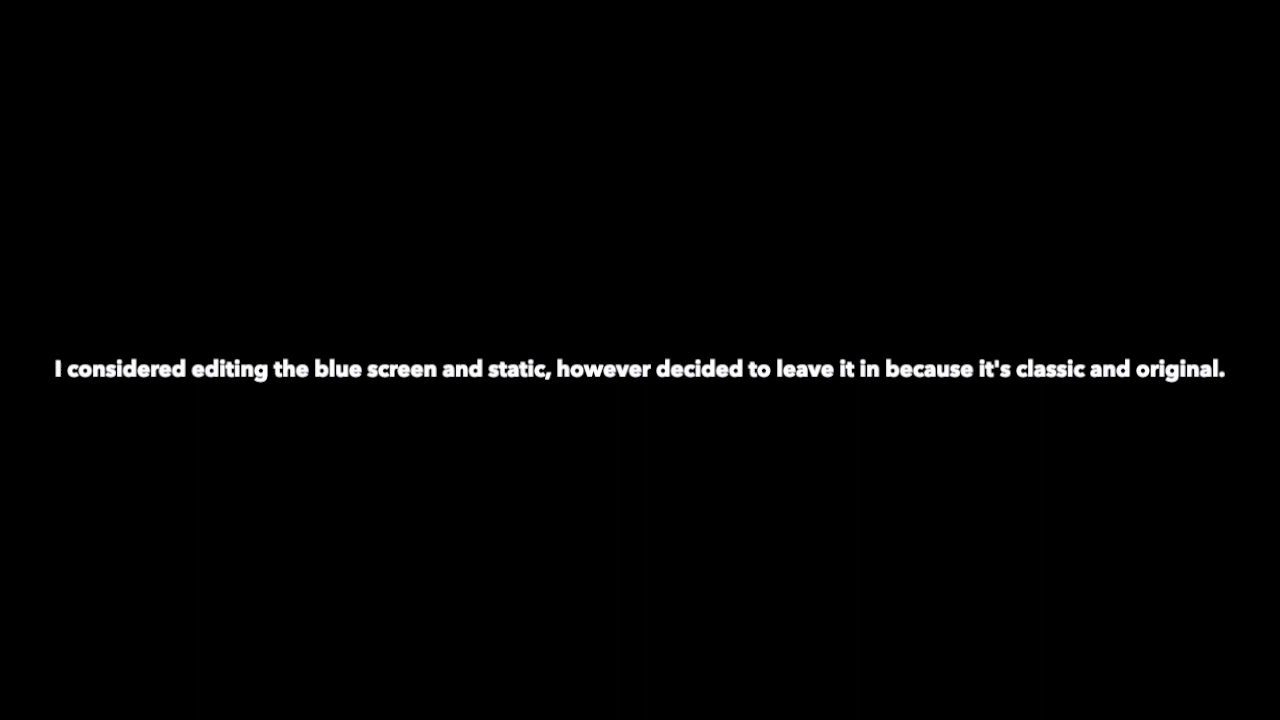 I considered editing the blue screen and static, however decided to leave it in because it's classic and original.